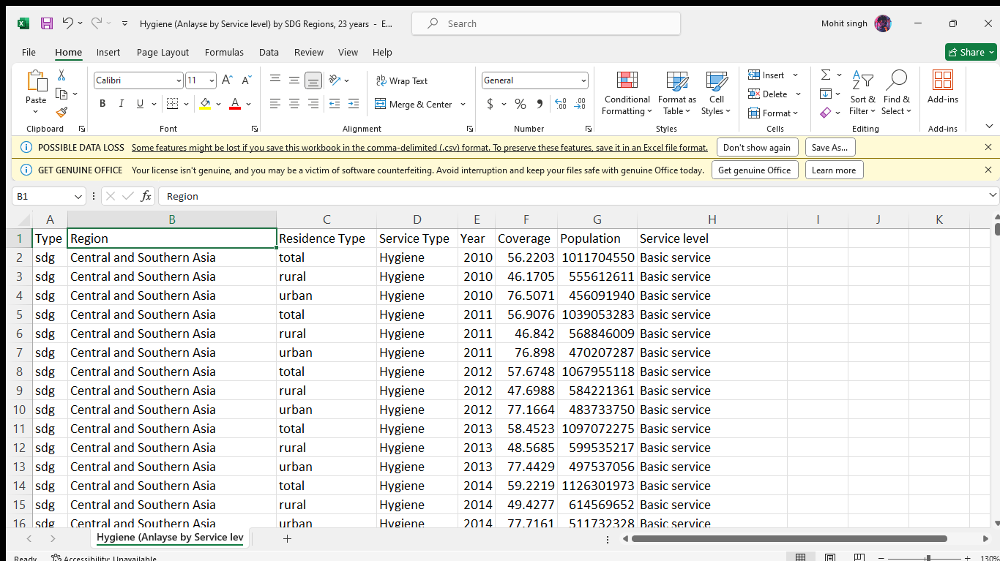 Hygiene (Anlayse by Service level) by SDG Regions, 23 years - E...
Search
Mohit singh
File Home Insert Page Layout Formulas Data Review View Help
Share
Paste
Calibri 11
B I U
Wrap Text
Merge & Center
General
$ % ,
Conditional Formatting
Format as Table
Cell Styles
Insert
Delete
Format
Sort & Filter
Find & Select
Add-ins
Clipboard Font Alignment Number Styles Cells Editing Add-ins
POSSIBLE DATA LOSS Some features might be lost if you save this workbook in the comma-delimited (.csv) format. To preserve these features, save it in an Excel file format. Don't show again Save As...
GET GENUINE OFFICE Your license isn't genuine, and you may be a victim of software counterfeiting. Avoid interruption and keep your files safe with genuine Office today. Get genuine Office Learn more
B1 fx Region
A B C D E F G H I J K
1 Type Region Residence Type Service Type Year Coverage Population Service level
2 sdg Central and Southern Asia total Hygiene 2010 56.2203 1011704550 Basic service
3 sdg Central and Southern Asia rural Hygiene 2010 46.1705 555612611 Basic service
4 sdg Central and Southern Asia urban Hygiene 2010 76.5071 456091940 Basic service
5 sdg Central and Southern Asia total Hygiene 2011 56.9076 1039053283 Basic service
6 sdg Central and Southern Asia rural Hygiene 2011 46.842 568846009 Basic service
7 sdg Central and Southern Asia urban Hygiene 2011 76.898 470207287 Basic service
8 sdg Central and Southern Asia total Hygiene 2012 57.6748 1067955118 Basic service
9 sdg Central and Southern Asia rural Hygiene 2012 47.6988 584221361 Basic service
10 sdg Central and Southern Asia urban Hygiene 2012 77.1664 483733750 Basic service
11 sdg Central and Southern Asia total Hygiene 2013 58.4523 1097072275 Basic service
12 sdg Central and Southern Asia rural Hygiene 2013 48.5685 599535217 Basic service
13 sdg Central and Southern Asia urban Hygiene 2013 77.4429 497537056 Basic service
14 sdg Central and Southern Asia total Hygiene 2014 59.2219 1126301973 Basic service
15 sdg Central and Southern Asia rural Hygiene 2014 49.4277 614569652 Basic service
16 sdg Central and Southern Asia urban Hygiene 2014 77.7161 511732328 Basic service
Hygiene (Anlayse by Service lev
Ready Accessibility: Unavailable 130%